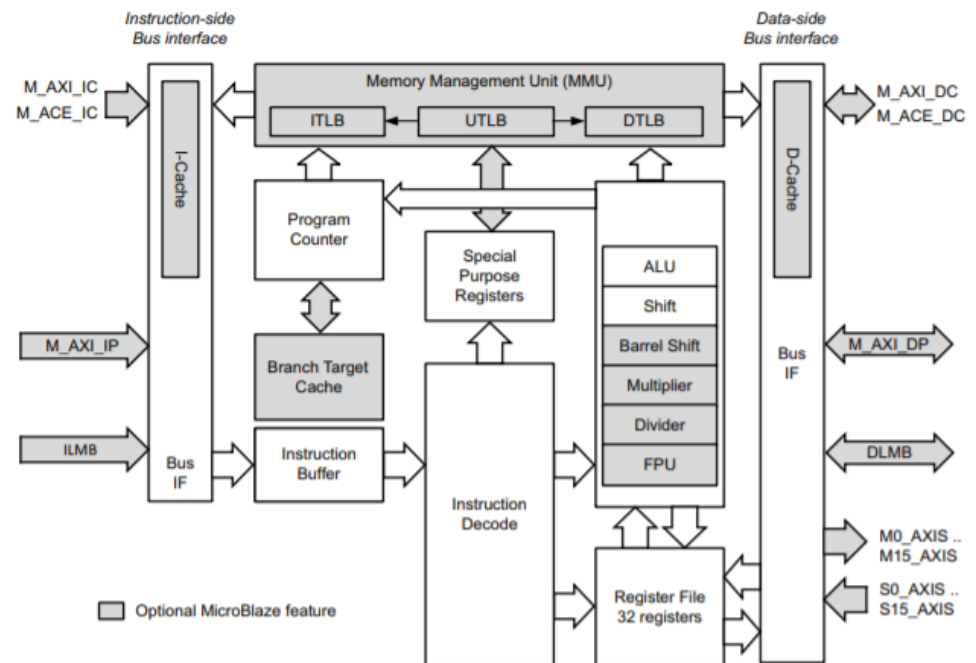 Instruction-side
Bus interface
Data-side
Bus interface
M_AXI_IC
M_ACE_IC
I-Cache
Memory Management Unit (MMU)
ITLB
UTLB
DTLB
D-Cache
M_AXI_DC
M_ACE_DC
Program
Counter
Special
Purpose
Registers
ALU
Shift
Barrel Shift
Multiplier
Divider
FPU
M_AXI_IP
Branch Target
Cache
Bus
IF
M_AXI_DP
ILMB
Bus
IF
Instruction
Buffer
Instruction
Decode
DLMB
M0_AXIS ..
M15_AXIS
S0_AXIS ..
S15_AXIS
Register File
32 registers
Optional MicroBlaze feature